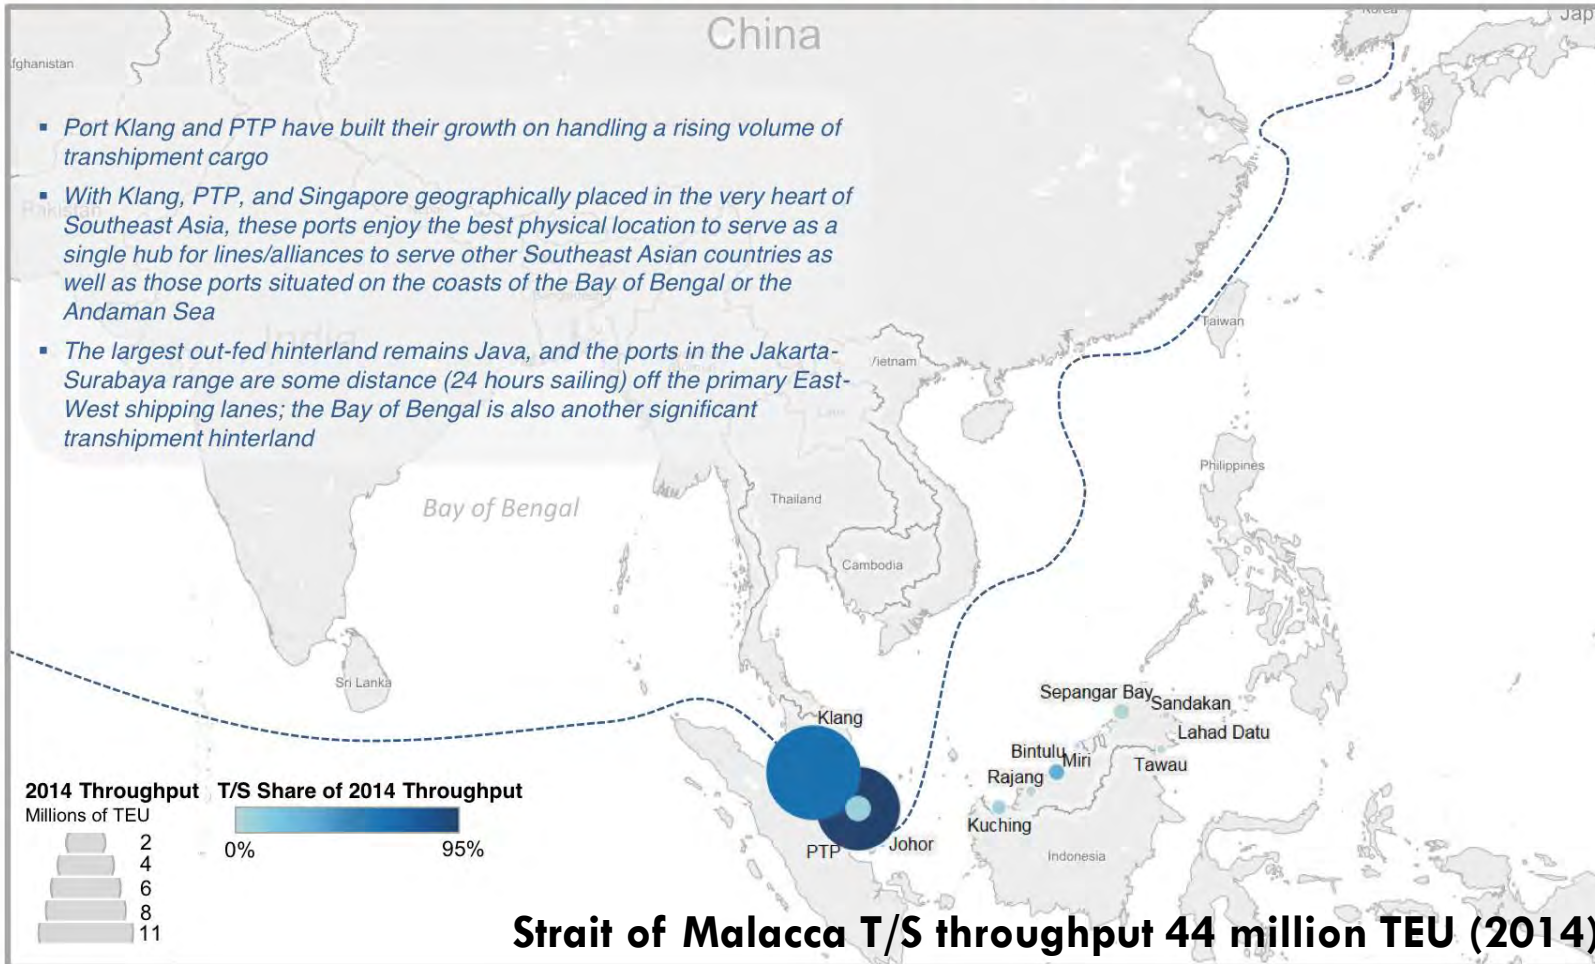 China
Korea
Jap
Afghanistan
▪ Port Klang and PTP have built their growth on handling a rising volume of
transhipment cargo
▪ With Klang, PTP, and Singapore geographically placed in the very heart of
Southeast Asia, these ports enjoy the best physical location to serve as a
single hub for lines/alliances to serve other Southeast Asian countries as
well as those ports situated on the coasts of the Bay of Bengal or the
Andaman Sea
▪ The largest out-fed hinterland remains Java, and the ports in the Jakarta-
Surabaya range are some distance (24 hours sailing) off the primary East-
West shipping lanes; the Bay of Bengal is also another significant
transhipment hinterland
Pakistan
India
Taiwan
Vietnam
Laos
Philippines
Bay of Bengal
Thailand
Cambodia
Sri Lanka
Sepangar Bay
Sandakan
Klang
Lahad Datu
Bintulu
Miri
Tawau
Rajang
Kuching
PTP
Johor
Indonesia
2014 Throughput
Millions of TEU
2
4
6
8
11
T/S Share of 2014 Throughput
0%
95%
Strait of Malacca T/S throughput 44 million TEU (2014)